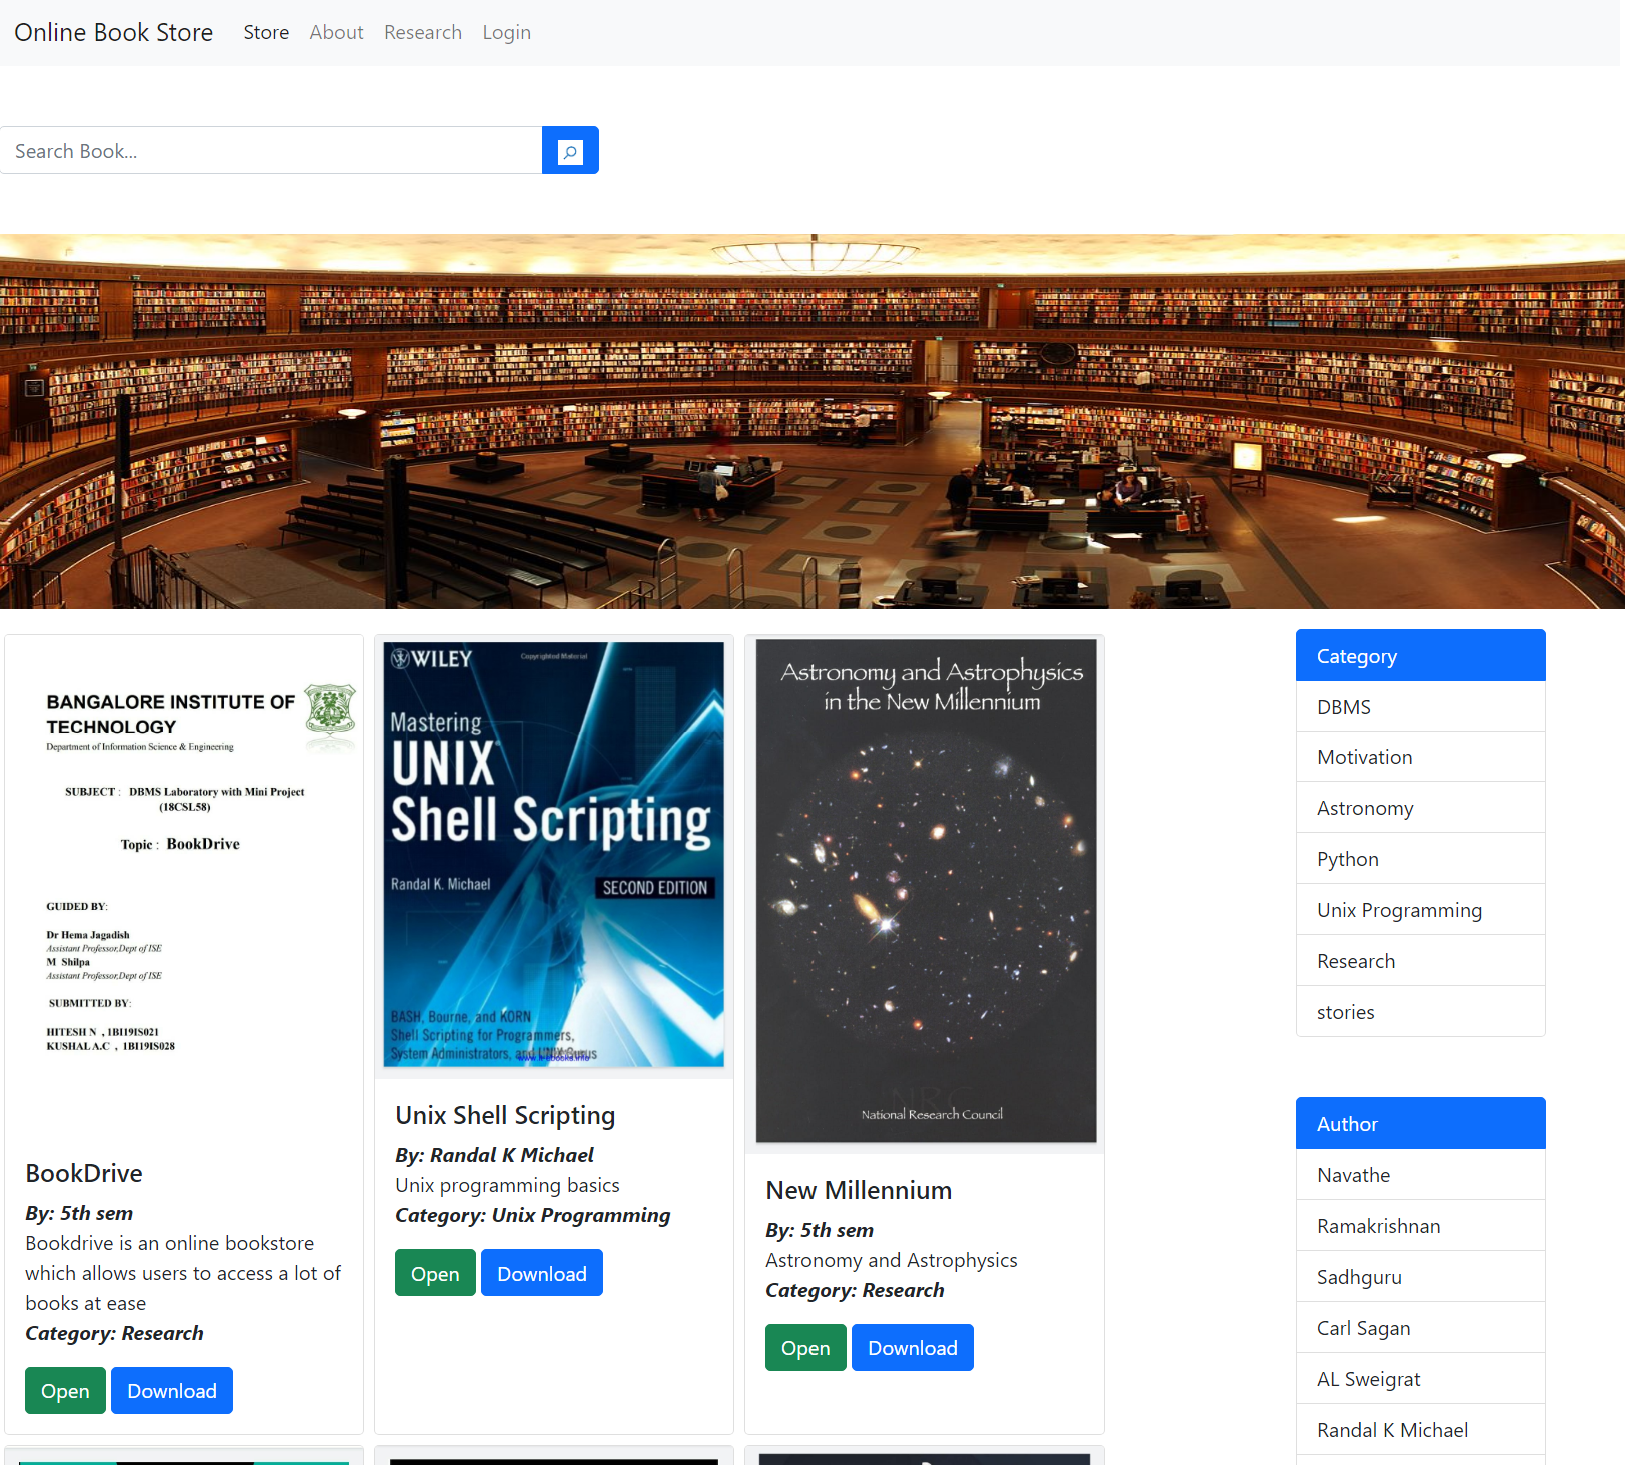 Online Book Store
Store
About
Research
Login
Search Book...
BANGALORE INSTITUTE OF
TECHNOLOGY
Department of Information Science & Engineering
SUBJECT : DBMS Laboratory with Mini Project
(18CSL58)
Topic : BookDrive
GUIDED BY:
Dr Hema Jagadish
Assistant Professor,Dept of ISE
M Shilpa
Assistant Professor,Dept of ISE
SUBMITTED BY:
HITESH N , 1BI19IS021
KUSHAL A.C , 1BI19IS028
BookDrive
By: 5th sem
Bookdrive is an online bookstore
which allows users to access a lot of
books at ease
Category: Research
Open
Download
WILEY
Copyrighted Material
Mastering
UNIX
Shell Scripting
Randal K. Michael
SECOND EDITION
BASH, Bourne, and KORN
Shell Scripting for Programmers,
System Administrators, and UNIX Gurus
Unix Shell Scripting
By: Randal K Michael
Unix programming basics
Category: Unix Programming
Open
Download
Astronomy and Astrophysics
in the New Millennium
NRC
National Research Council
New Millennium
By: 5th sem
Astronomy and Astrophysics
Category: Research
Open
Download
Category
DBMS
Motivation
Astronomy
Python
Unix Programming
Research
stories
Author
Navathe
Ramakrishnan
Sadhguru
Carl Sagan
AL Sweigrat
Randal K Michael